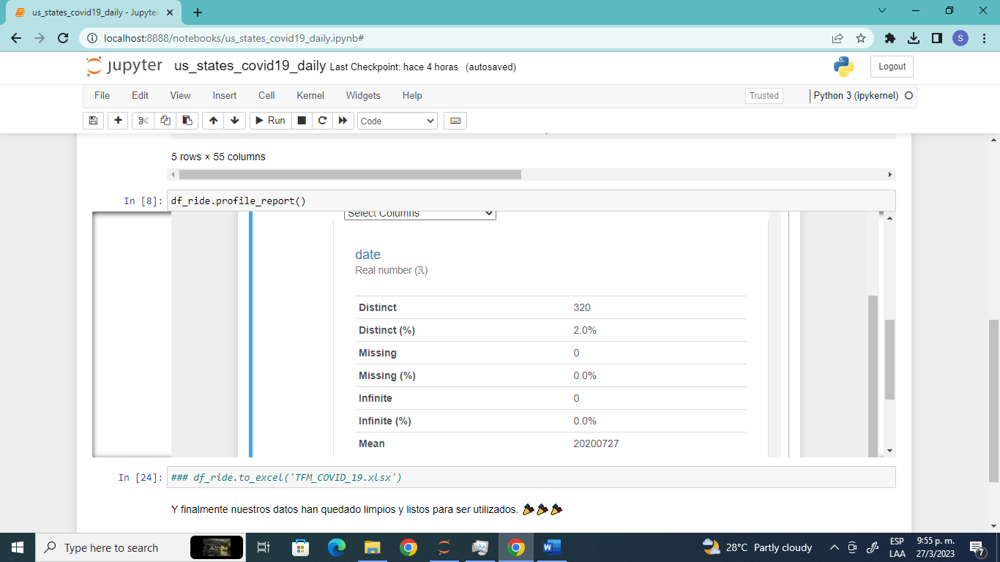 us_states_covid19_daily - Jupyter
localhost:8888/notebooks/us_states_covid19_daily.ipynb#
S
jupyter us_states_covid19_daily Last Checkpoint: hace 4 horas (autosaved)
Logout
File Edit View Insert Cell Kernel Widgets Help
Trusted
Python 3 (ipykernel)
Run
Code
5 rows × 55 columns
In [8]: df_ride.profile_report()
Select Columns
date
Real number (ℝ)
Distinct 320
Distinct (%) 2.0%
Missing 0
Missing (%) 0.0%
Infinite 0
Infinite (%) 0.0%
Mean 20200727
In [24]: ### df_ride.to_excel('TFM_COVID_19.xlsx')
Y finalmente nuestros datos han quedado limpios y listos para ser utilizados. 🎉🎉🎉
Type here to search
28°C Partly cloudy
ESP
LAA
9:55 p. m.
27/3/2023
7